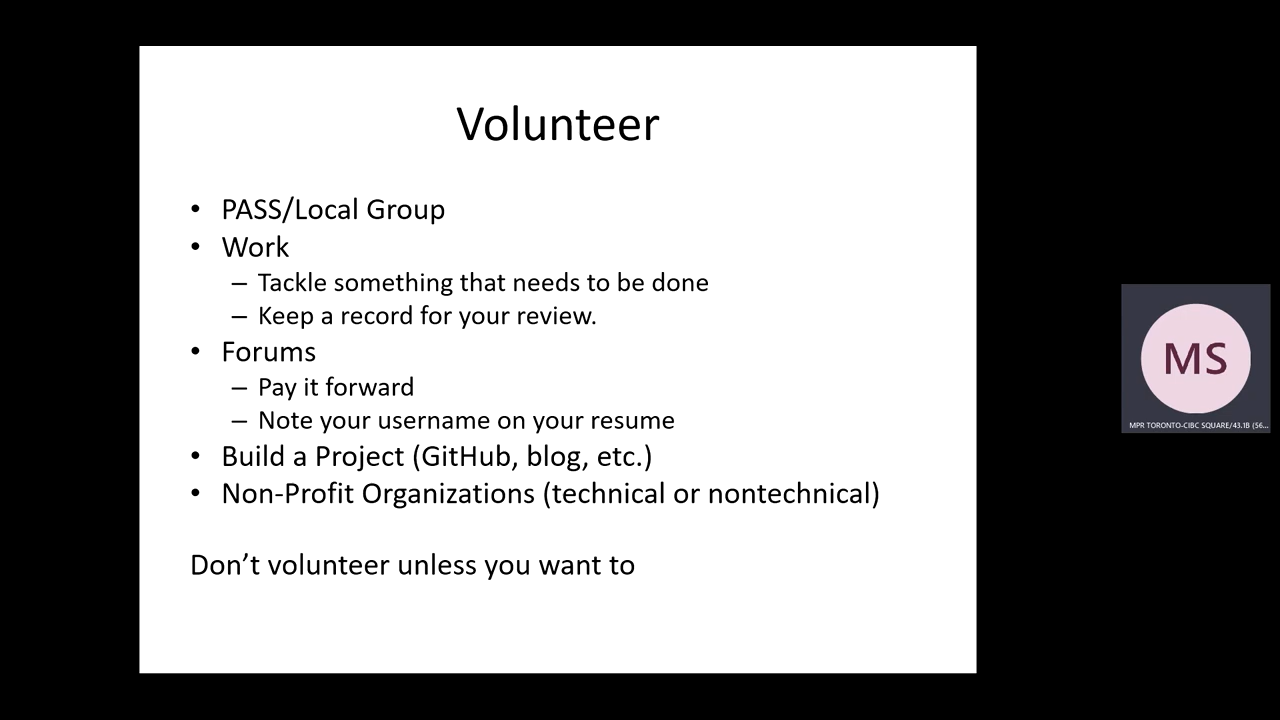 Volunteer
• PASS/Local Group
• Work
– Tackle something that needs to be done
– Keep a record for your review.
• Forums
– Pay it forward
– Note your username on your resume
• Build a Project (GitHub, blog, etc.)
• Non-Profit Organizations (technical or nontechnical)
Don’t volunteer unless you want to
MS
MPR TORONTO-CIBC SQUARE/43.1B (56...